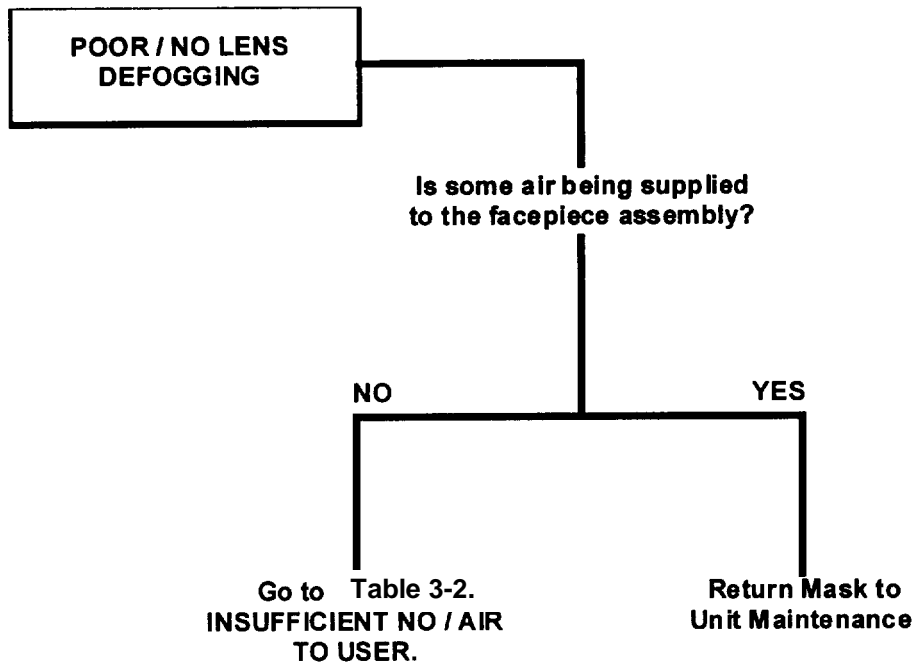 POOR / NO LENS
DEFOGGING
Is some air being supplied
to the facepiece assembly?
NO
YES
Go to Table 3-2.
INSUFFICIENT NO / AIR
TO USER.
Return Mask to
Unit Maintenance